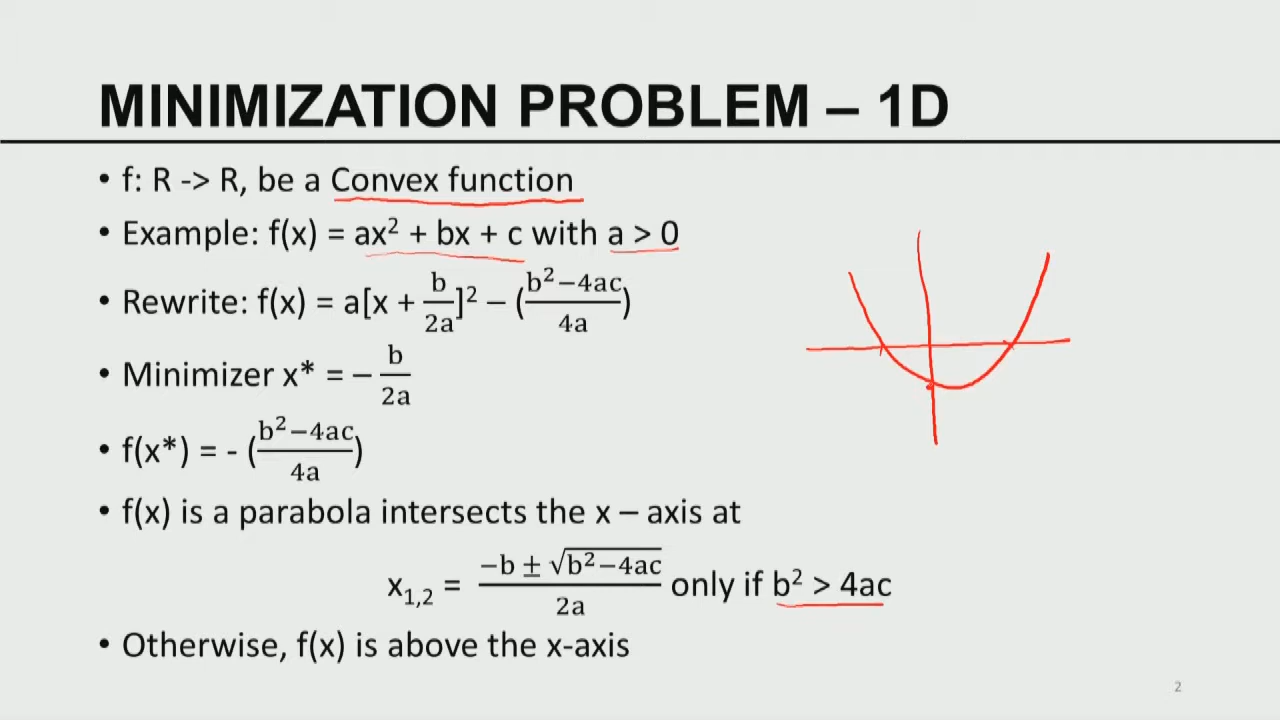 MINIMIZATION PROBLEM – 1D
• f: R -> R, be a Convex function
• Example: f(x) = ax² + bx + c with a > 0
• Rewrite: f(x) = a[x + b/2a]² – (b²−4ac/4a)
• Minimizer x* = – b/2a
• f(x*) = - (b²−4ac/4a)
• f(x) is a parabola intersects the x – axis at
x₁,₂ = −b ± √b²−4ac/2a only if b² > 4ac
• Otherwise, f(x) is above the x-axis
2